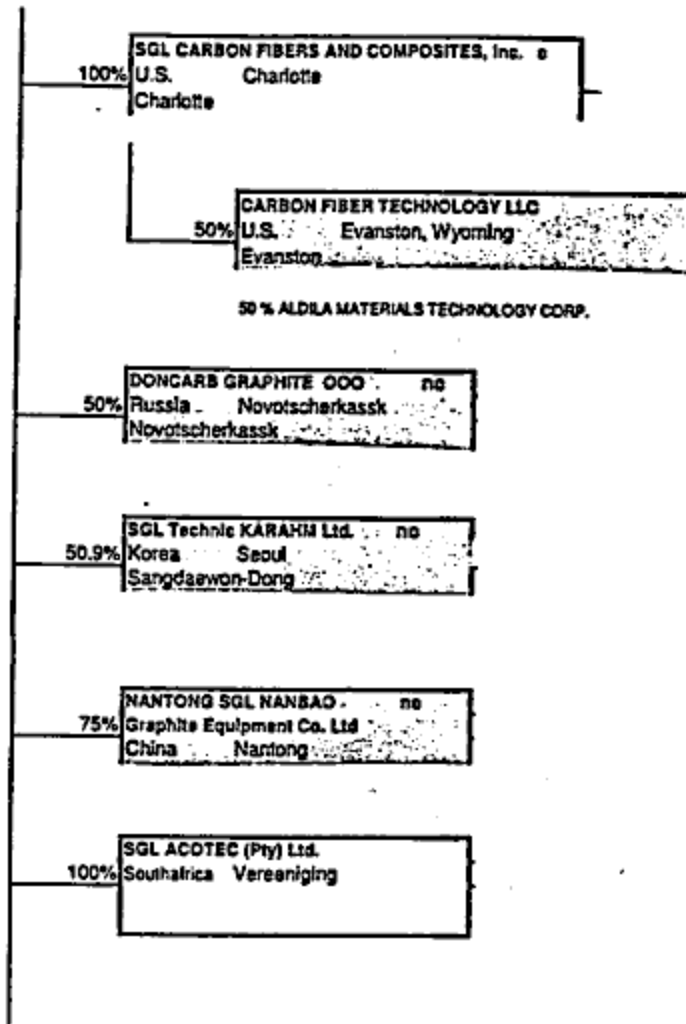 SGL CARBON FIBERS AND COMPOSITES, Inc. e
100% U.S. Charlotte
Charlotte
CARBON FIBER TECHNOLOGY LLC
50% U.S. Evanston, Wyoming
Evanston
50 % ALDILA MATERIALS TECHNOLOGY CORP.
DONCARB GRAPHITE OOO no
50% Russia Novotscherkassk
Novotscherkassk
SGL Technic KARAHM Ltd. no
50.9% Korea Seoul
Sangdaewon-Dong
NANTONG SGL NANBAO no
75% Graphite Equipment Co. Ltd
China Nantong
SGL ACOTEC (Pty) Ltd.
100% Southafrica Vereeniging